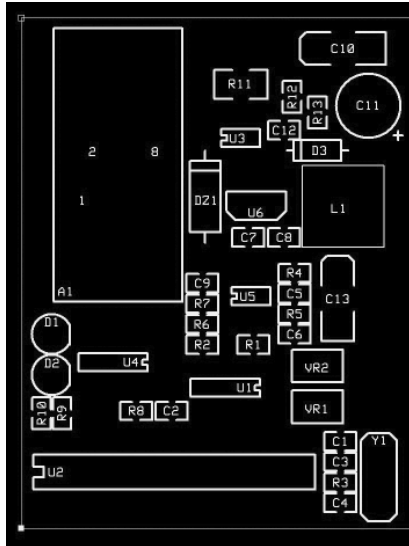 C10
R11
R12
R13
C11
+
C12
U3
D3
2 8
DZ1
1
U6
L1
C7 C8
A1
C9
R4
R7
U5
C5
C13
R6
R5
D1
R2
R1
C6
D2
U4
VR2
U1
R10
R9
R8 C2
VR1
C1
Y1
C3
U2
R3
C4